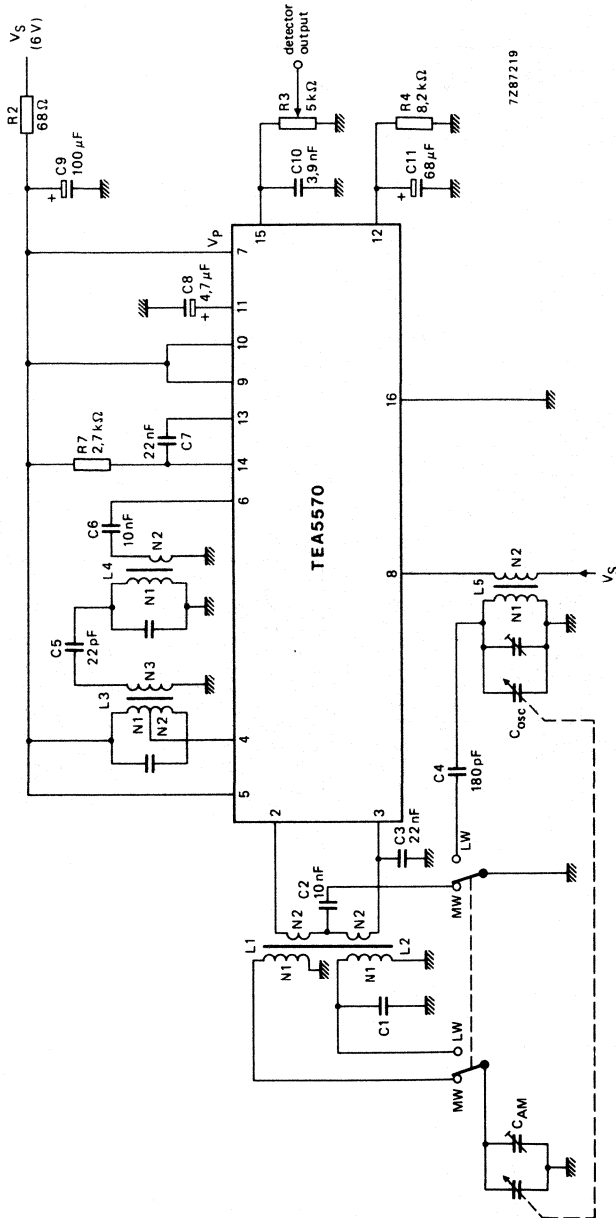 V_S
(6 V)
R2
68 Ω
C9
100 µF
+
detector
output
R3
5 kΩ
C10
3,9 nF
R4
8,2 kΩ
C11
68 µF
+
7Z87219
V_P
15
12
7
C8
4,7 µF
+
11
10
9
13
14
6
R7
2,7 kΩ
22 nF
C7
C6
10 nF
N2
L4
N1
C5
22 pF
N3
L3
N1
N2
4
5
TEA5570
16
8
2
3
C3
22 nF
C2
10 nF
L1
N2
N2
L2
N1
N1
C1
LW
MW
C_AM
LW
MW
C4
180 pF
C_osc
N1
L5
N2
V_S